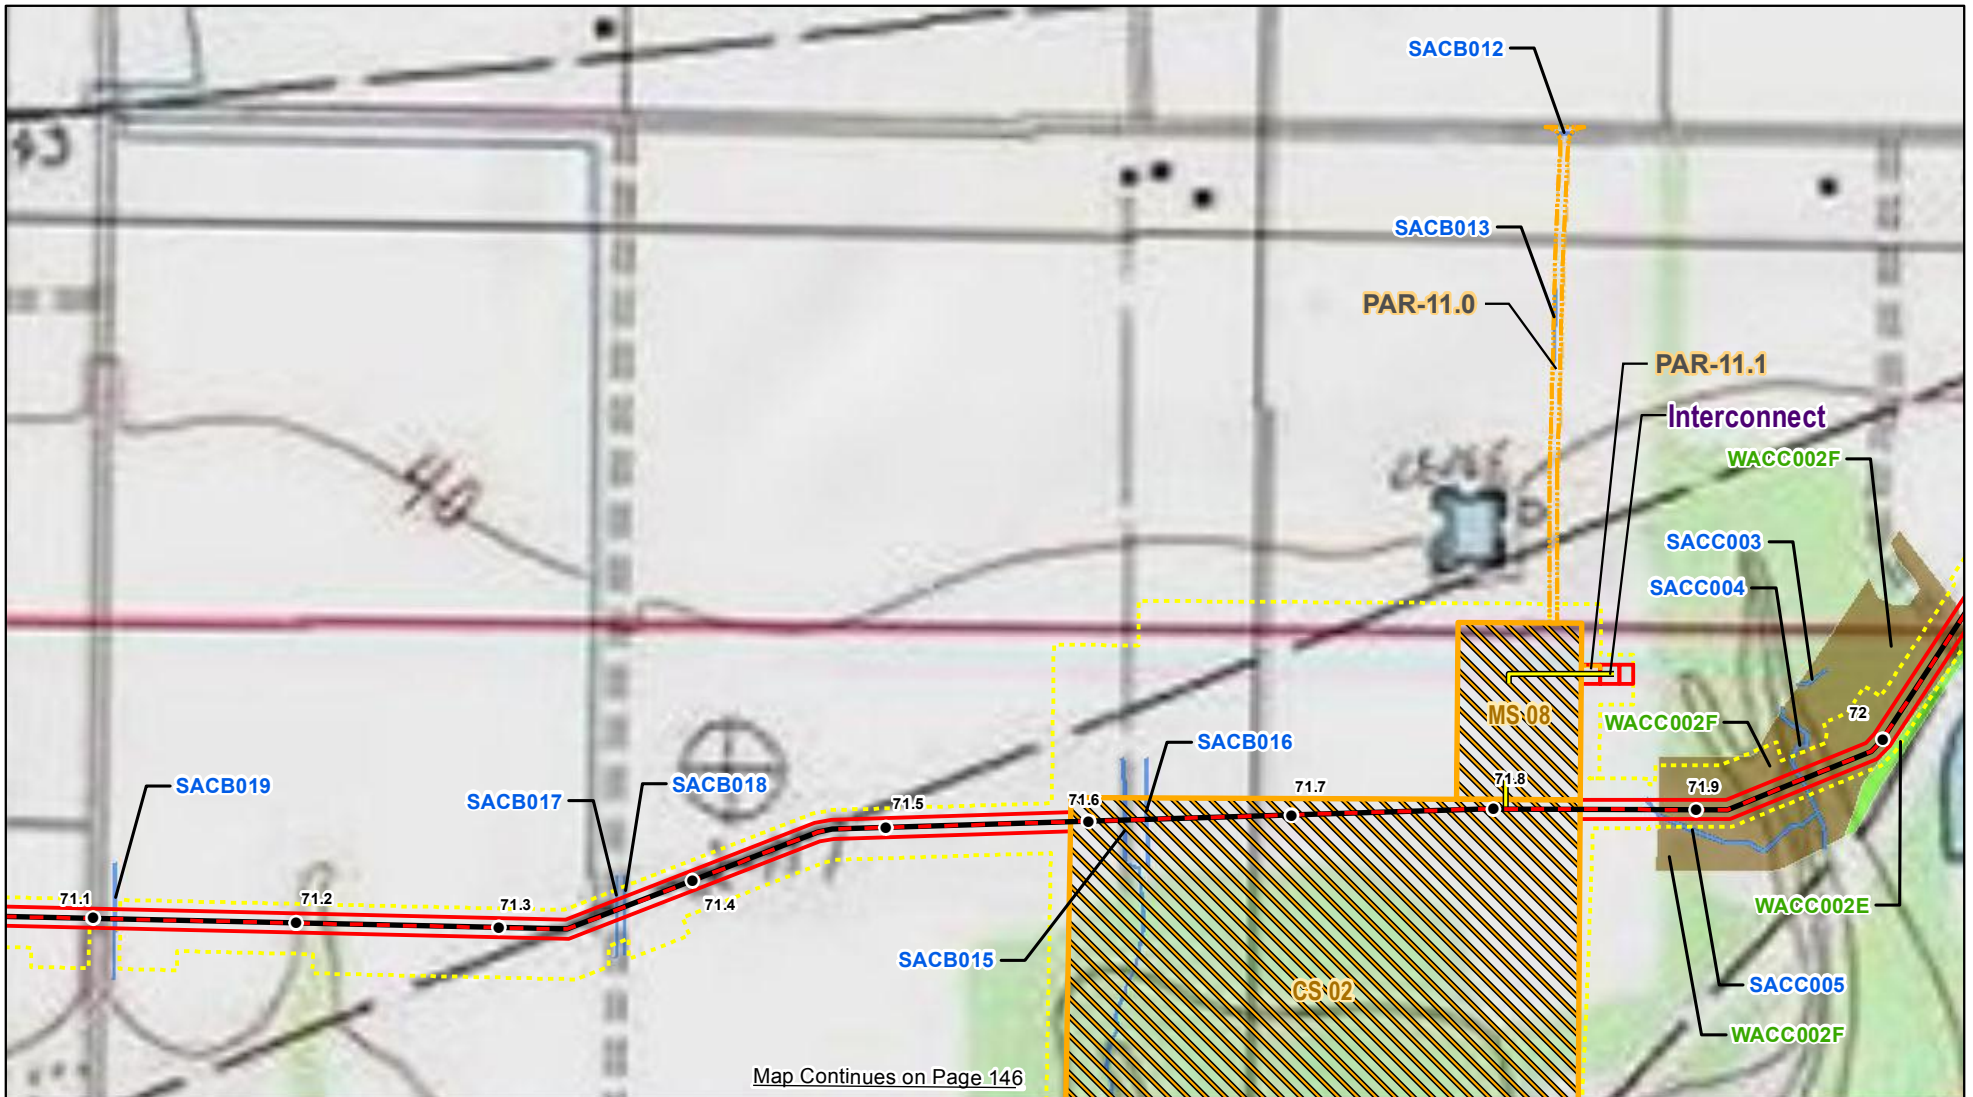 SACB012
43
SACB013
PAR-11.0
PAR-11.1
Interconnect
WACC002F
40
SACC003
SACC004
MS 08
WACC002F
72
SACB016
SACB019
SACB017
SACB018
71.5
71.6
71.7
71.8
71.9
71.1
71.2
71.3
71.4
WACC002E
SACB015
CS 02
SACC005
WACC002F
Map Continues on Page 146